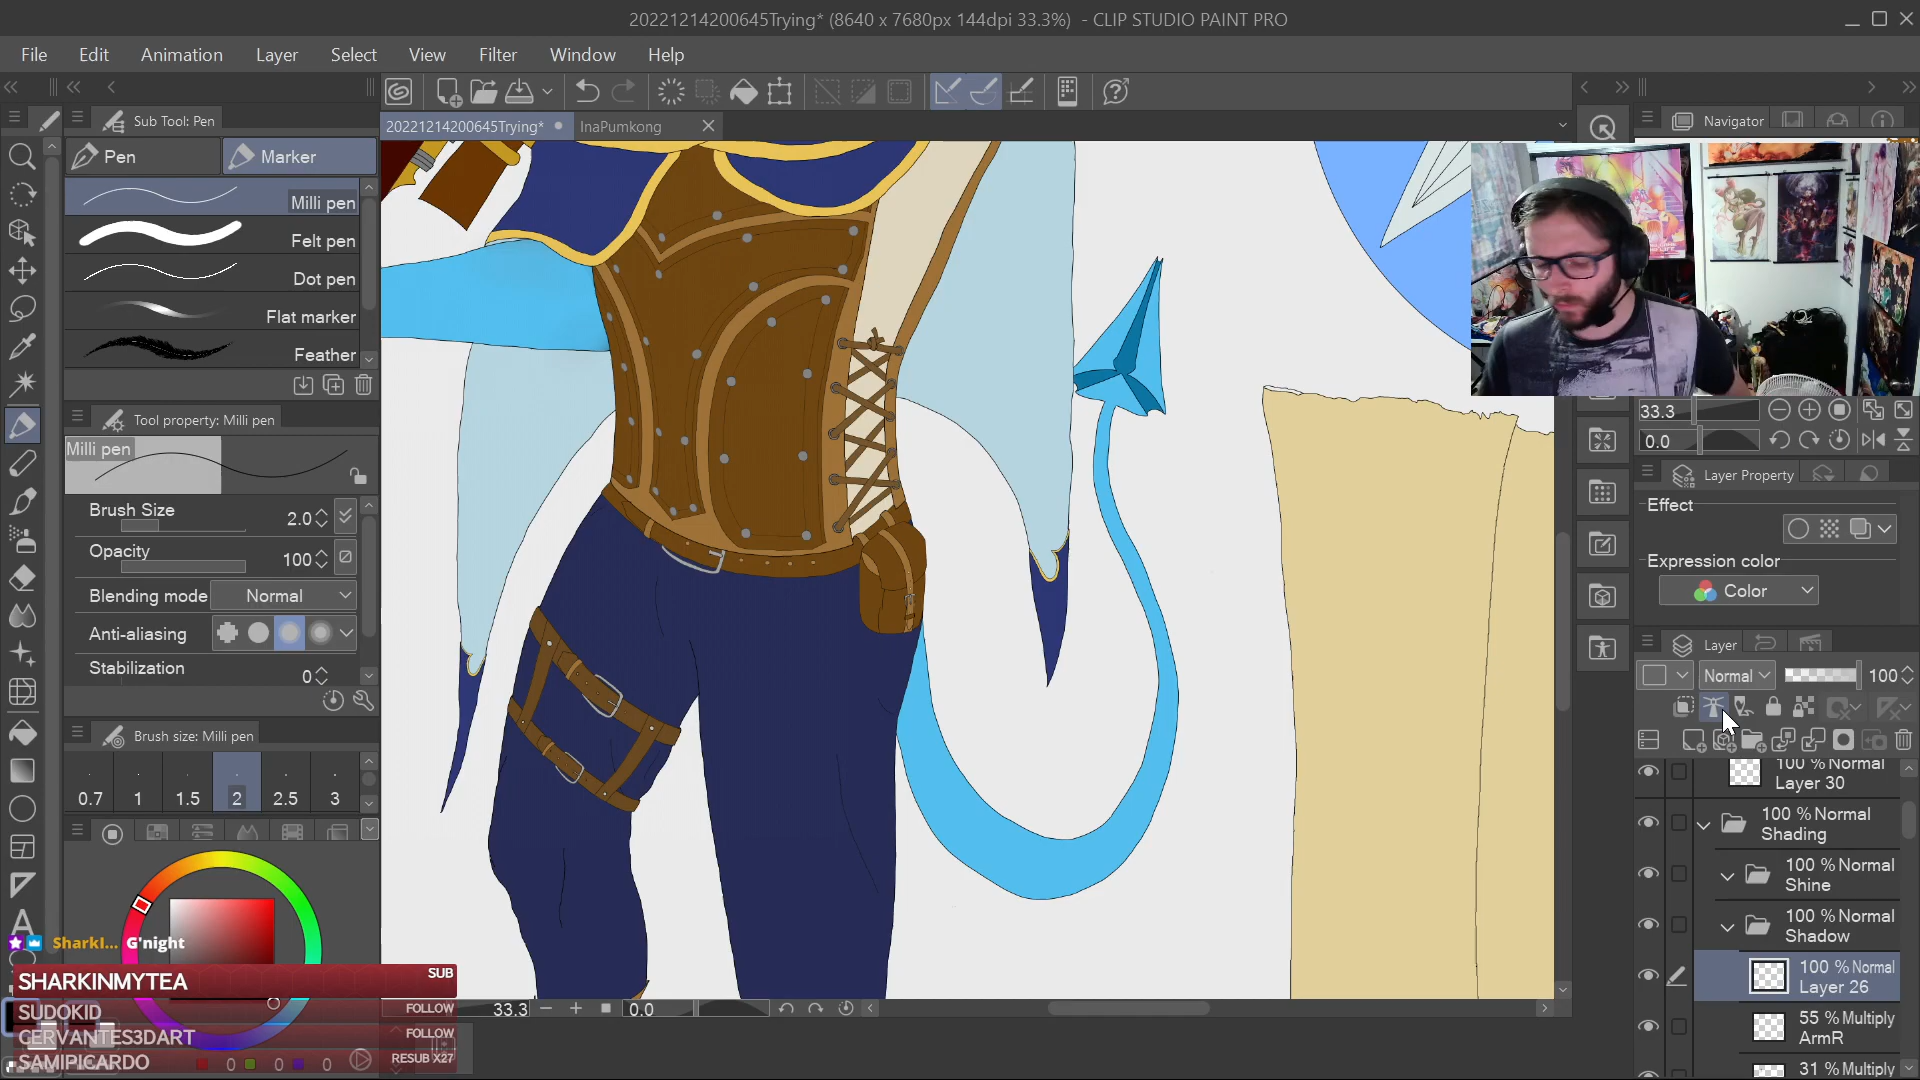 20221214200645Trying* (8640 x 7680px 144dpi 33.3%) - CLIP STUDIO PAINT PRO
File Edit Animation Layer Select View Filter Window Help
Sub Tool: Pen
20221214200645Trying* InaPumkong
Navigator
Pen Marker
Milli pen
Felt pen
Dot pen
Flat marker
Feather
Tool property: Milli pen
Milli pen
Brush Size 2.0
Opacity 100
Blending mode Normal
Anti-aliasing
Stabilization 0
Brush size: Milli pen
0.7 1 1.5 2 2.5 3
33.3
0.0
Layer Property
Effect
Expression color
Color
Layer
Normal 100
100 % Normal
Layer 30
100 % Normal
Shading
100 % Normal
Shine
100 % Normal
Shadow
100 % Normal
Layer 26
55 % Multiply
ArmR
31 % Multiply
SharkI... G'night
SHARKINMYTEA SUB
SUDOKID FOLLOW
CERVANTES3DART FOLLOW
SAMIPICARDO RESUB X27
33.3 0.0
0 0 0